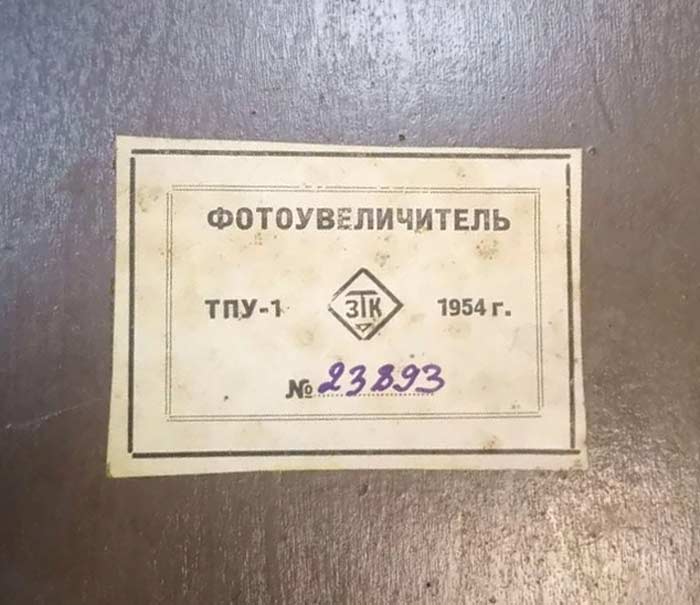 ФОТОУВЕЛИЧИТЕЛЬ
ТПУ-1 ЗТК 1954 г.
№ 23893